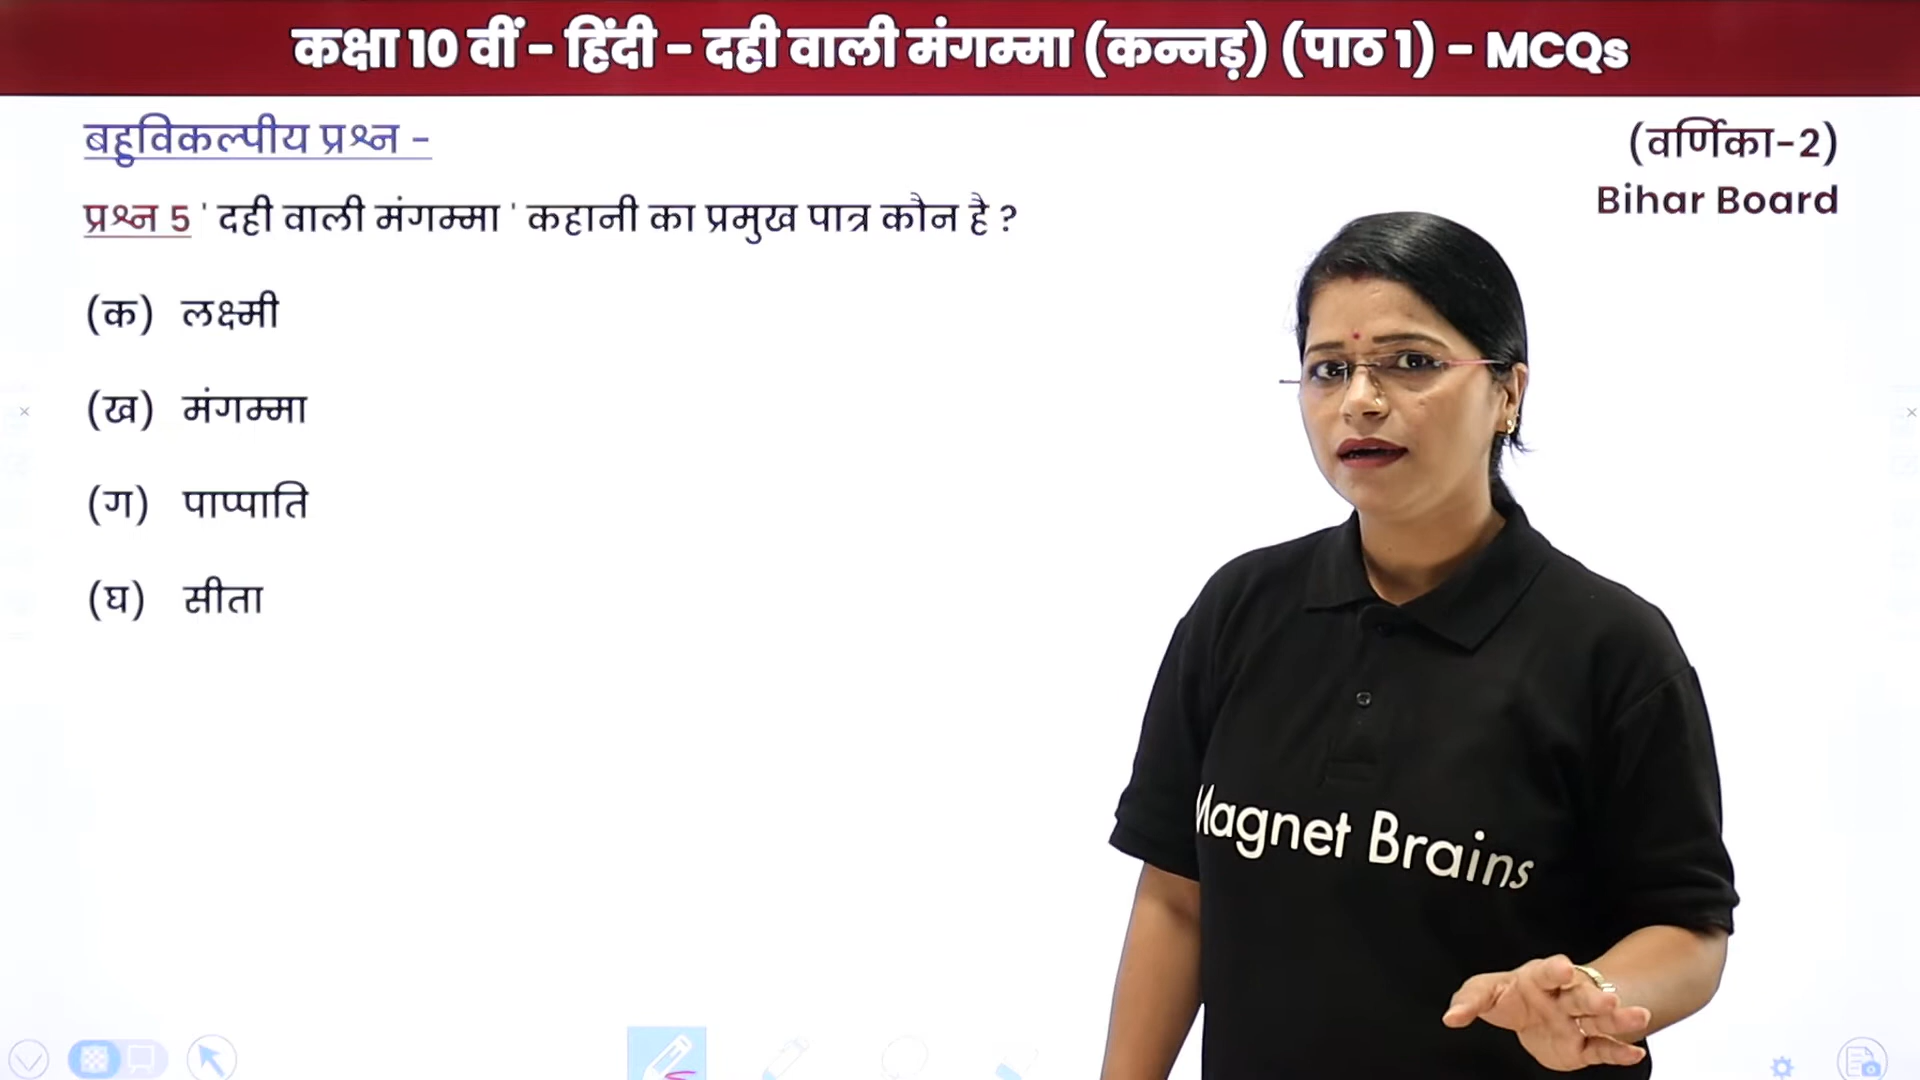 कक्षा 10 वीं - हिंदी - दही वाली मंगम्मा (कन्नड़) (पाठ 1) - MCQs
बहुविकल्पीय प्रश्न -
(वर्णिका-2)
Bihar Board
प्रश्न 5 ' दही वाली मंगम्मा ' कहानी का प्रमुख पात्र कौन है ?
(क) लक्ष्मी
(ख) मंगम्मा
(ग) पाप्पाति
(घ) सीता
Magnet Brains